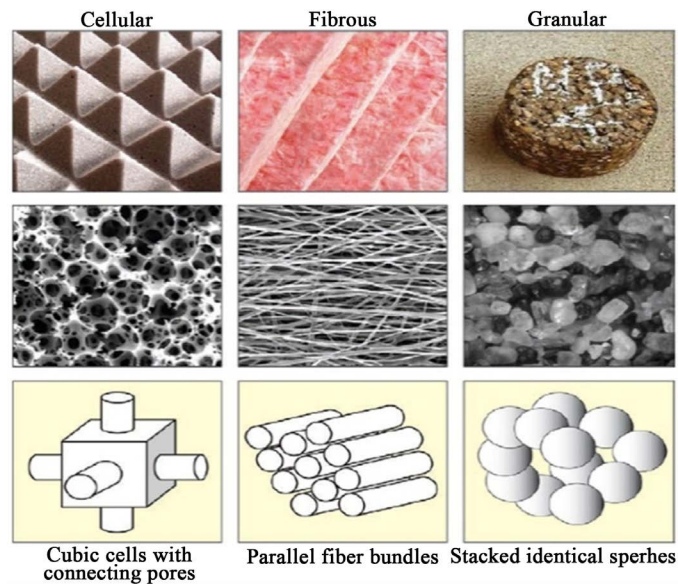 Cellular
Fibrous
Granular
Cubic cells with
connecting pores
Parallel fiber bundles
Stacked identical sperhes